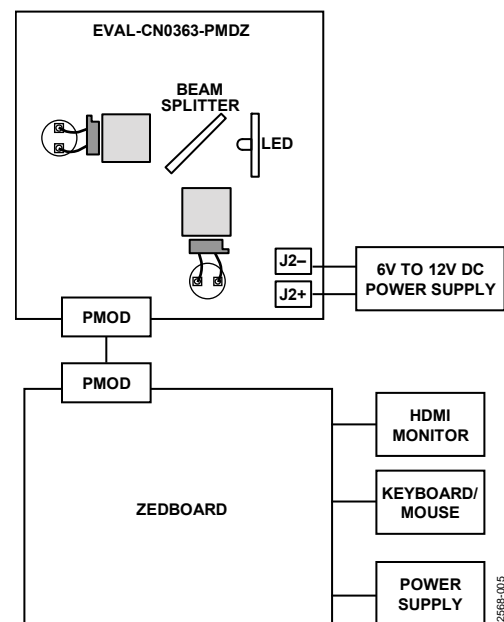 EVAL-CN0363-PMDZ
BEAM
SPLITTER
LED
J2–
J2+
6V TO 12V DC
POWER SUPPLY
PMOD
PMOD
HDMI
MONITOR
KEYBOARD/
MOUSE
ZEDBOARD
POWER
SUPPLY
2568-005